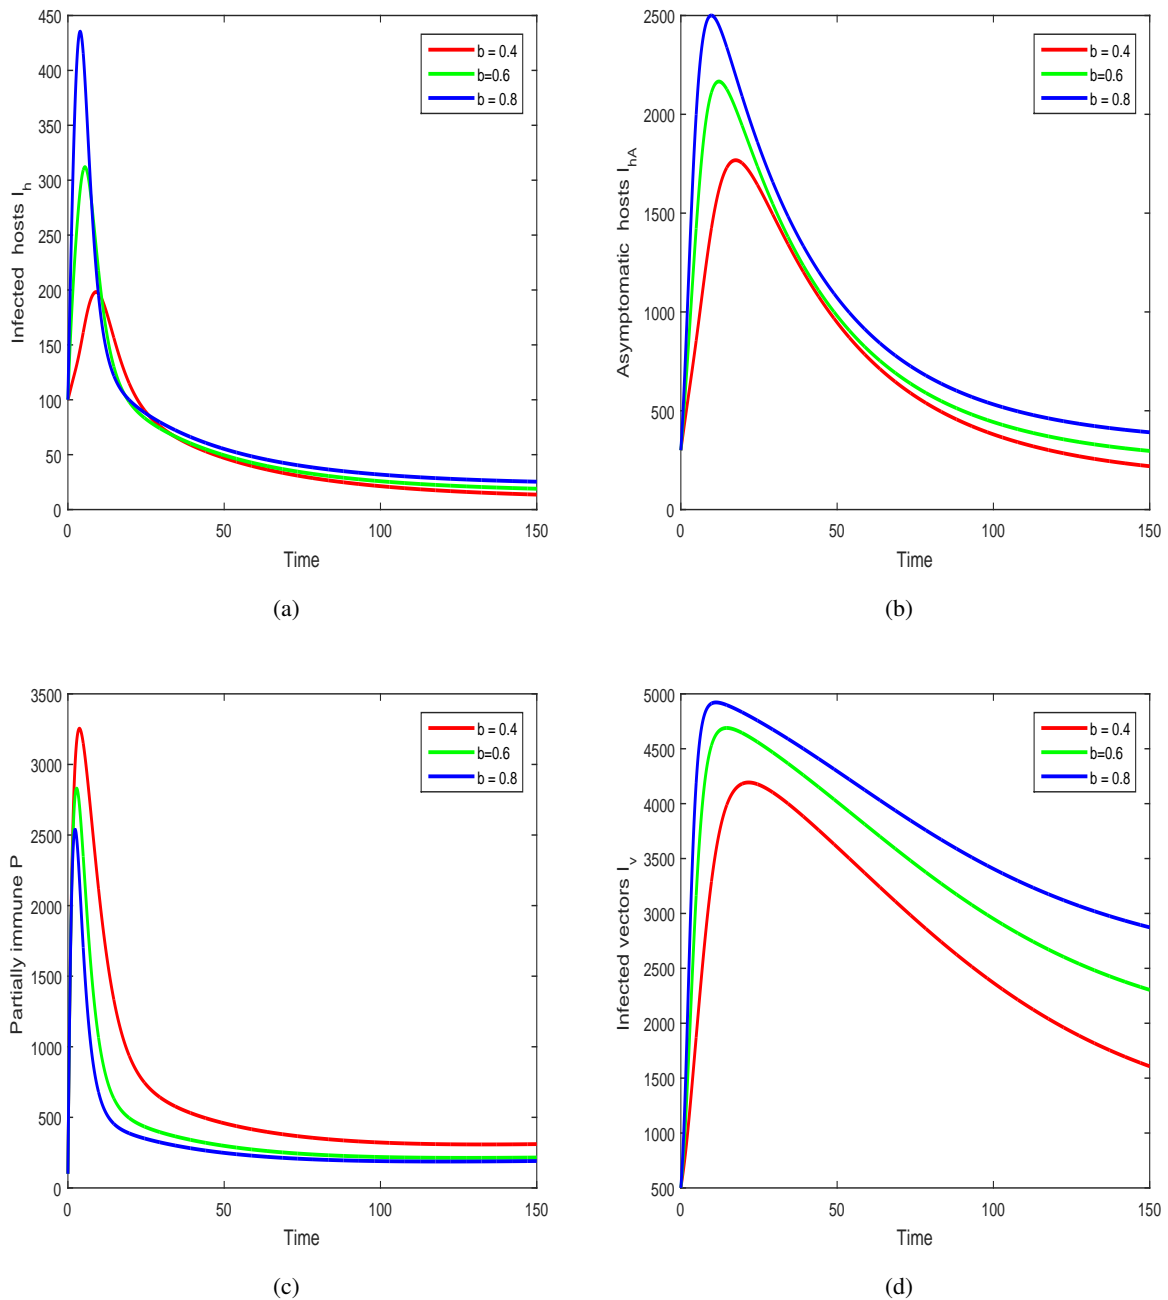 450
400
350
300
250
200
150
100
50
0
0 50 100 150
Infected hosts I_h
Time
b = 0.4
b=0.6
b = 0.8
(a)
2500
2000
1500
1000
500
0
0 50 100 150
Asymptomatic hosts I_hA
Time
b = 0.4
b=0.6
b = 0.8
(b)
3500
3000
2500
2000
1500
1000
500
0
0 50 100 150
Partially immune P
Time
b = 0.4
b=0.6
b = 0.8
(c)
5000
4500
4000
3500
3000
2500
2000
1500
1000
500
0 50 100 150
Infected vectors I_v
Time
b = 0.4
b=0.6
b = 0.8
(d)